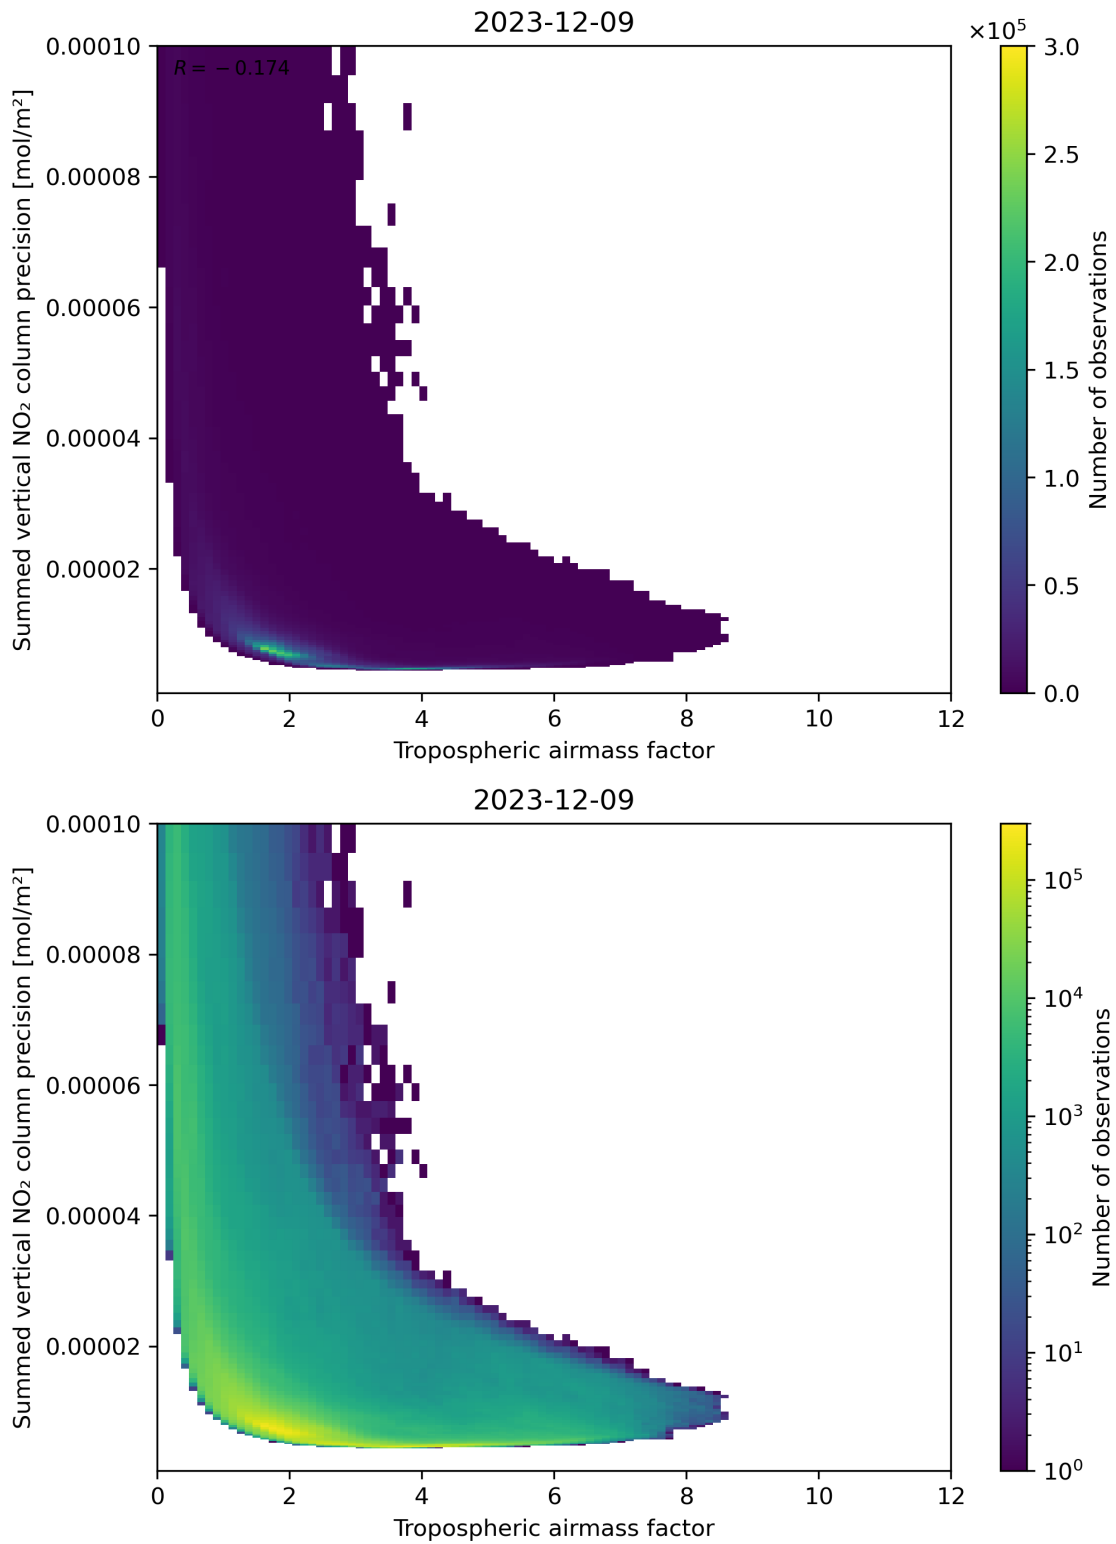 2023-12-09
×10⁵
R = −0.174
0.00010
0.00008
0.00006
0.00004
0.00002
Summed vertical NO₂ column precision [mol/m²]
0 2 4 6 8 10 12
Tropospheric airmass factor
3.0
2.5
2.0
1.5
1.0
0.5
0.0
Number of observations
2023-12-09
0.00010
0.00008
0.00006
0.00004
0.00002
Summed vertical NO₂ column precision [mol/m²]
0 2 4 6 8 10 12
Tropospheric airmass factor
10⁵
10⁴
10³
10²
10¹
10⁰
Number of observations